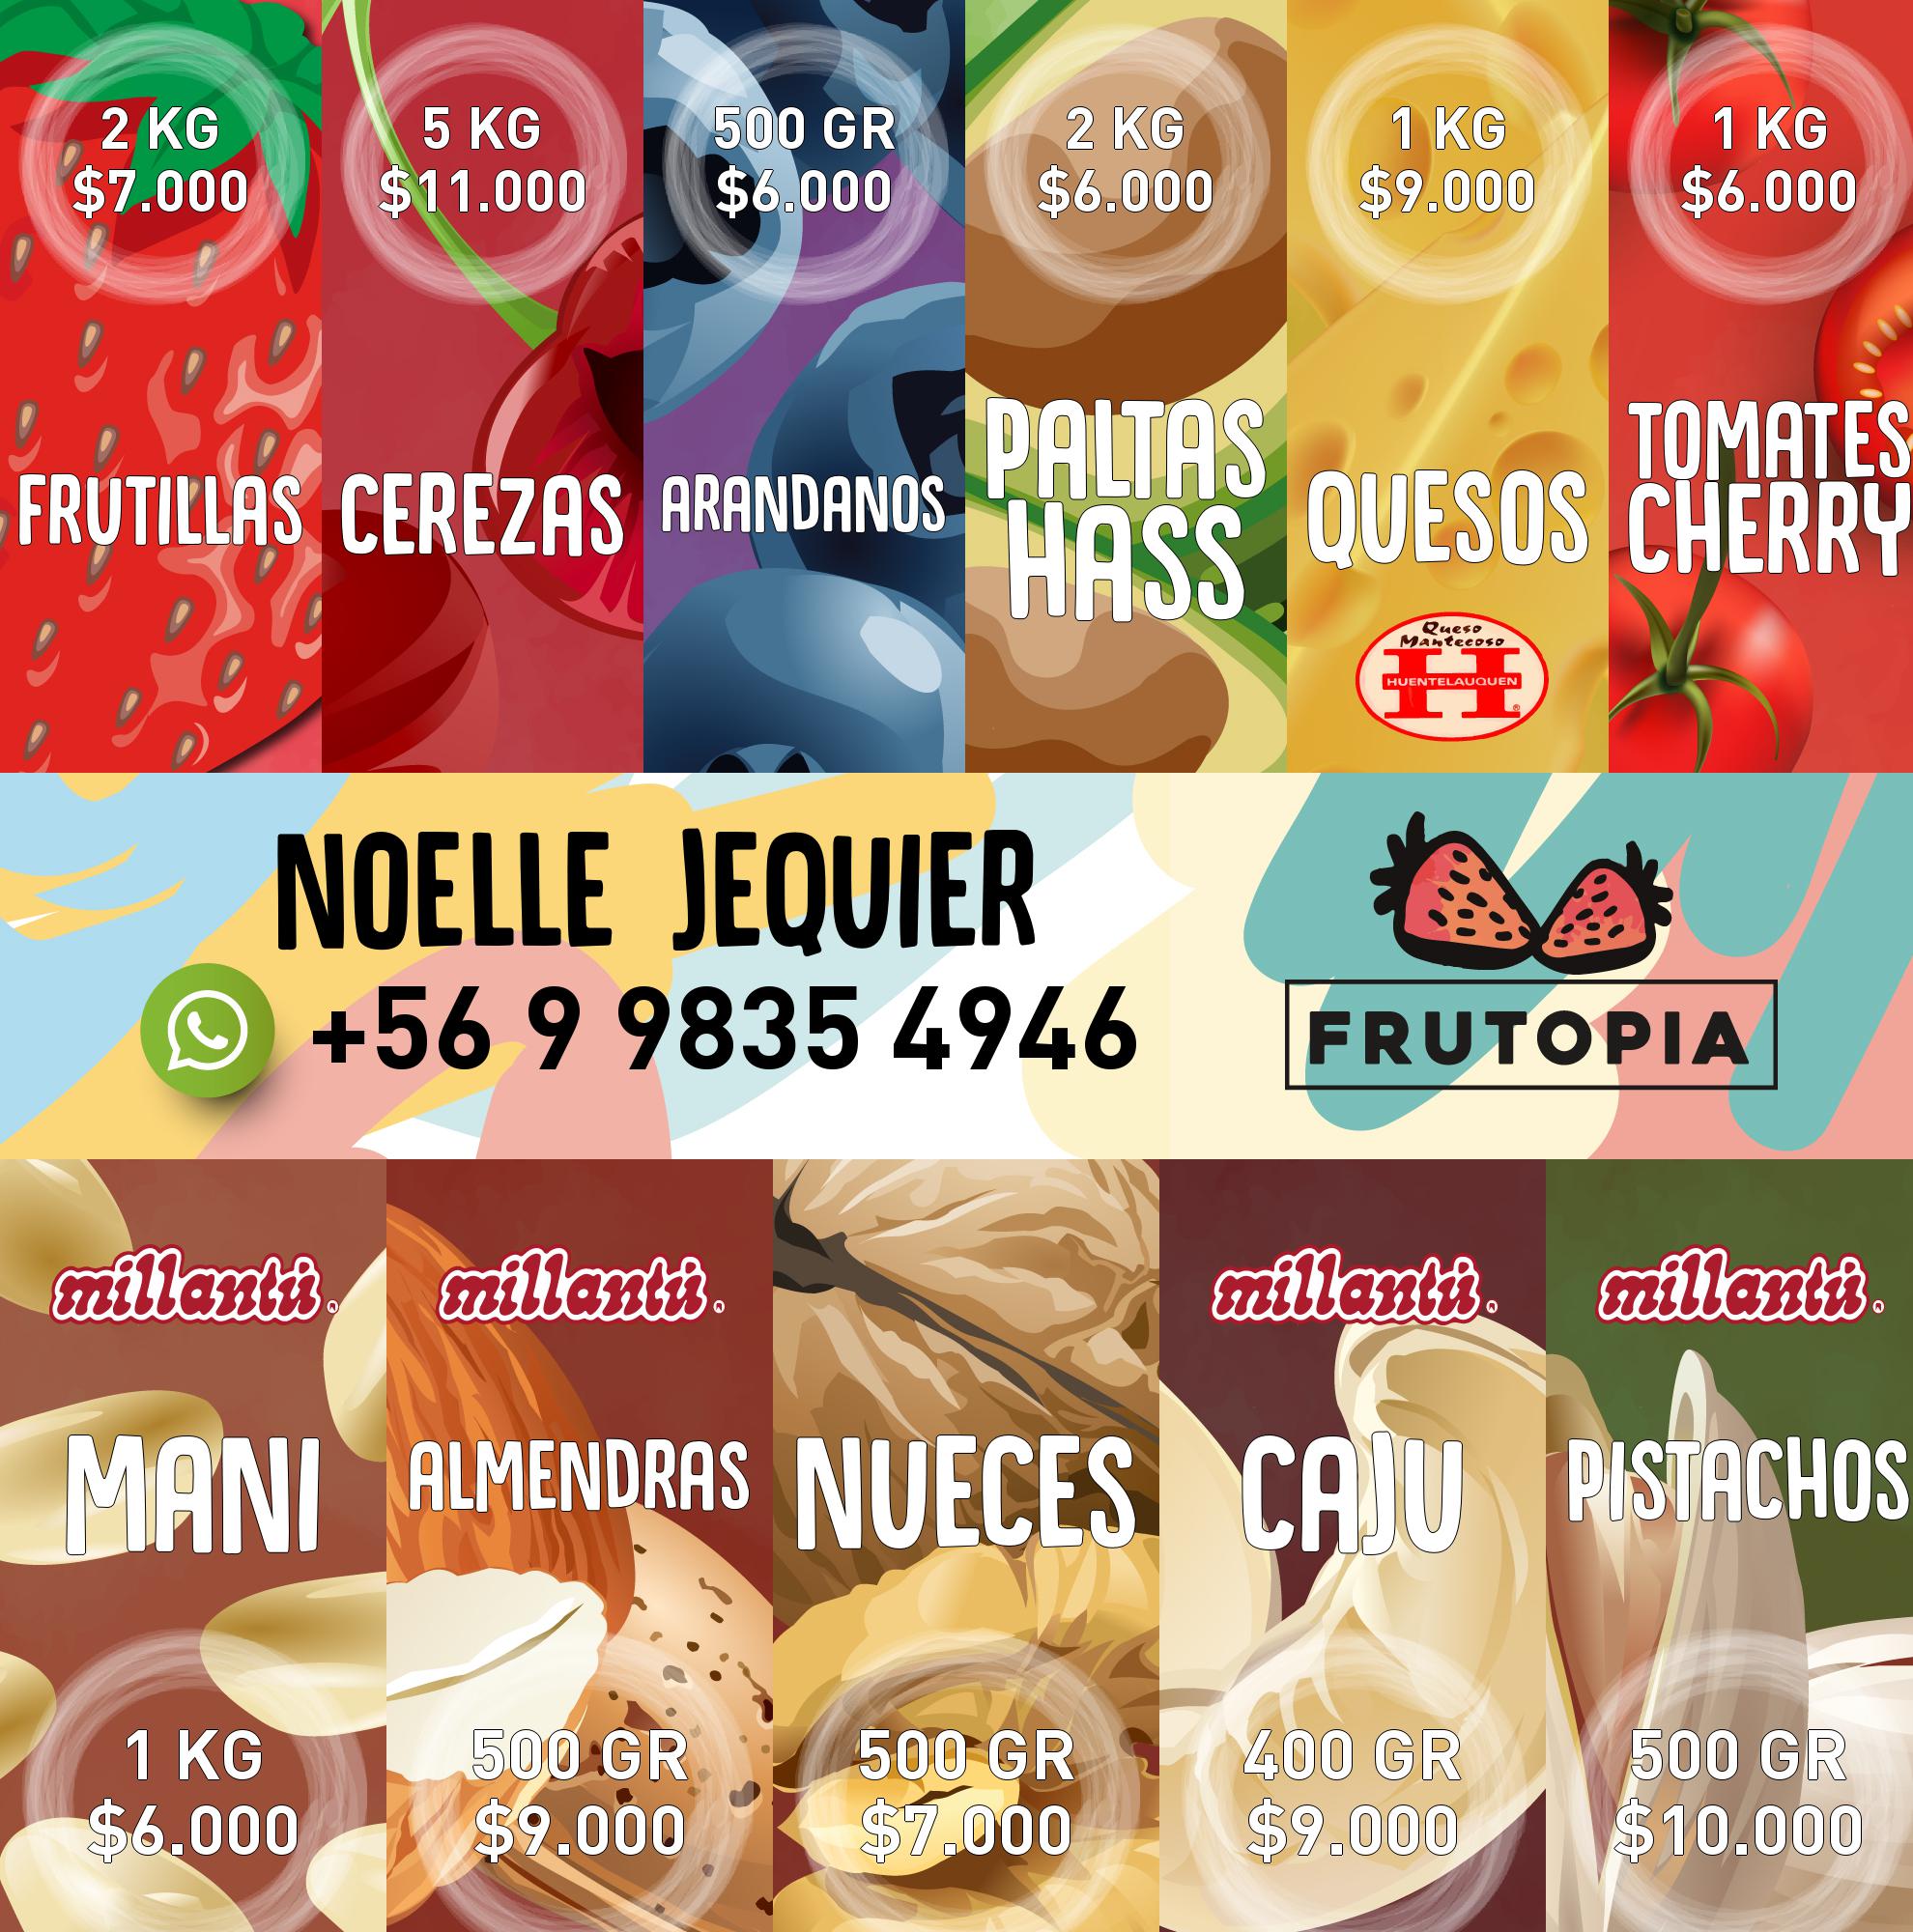 2 KG
$7.000
FRUTILLAS
5 KG
$11.000
CEREZAS
500 GR
$6.000
ARANDANOS
2 KG
$6.000
PALTAS
HASS
1 KG
$9.000
QUESOS
Queso
Mantecoso
H
HUENTELAUQUEN
®
1 KG
$6.000
TOMATES
CHERRY
NOELLE JEQUIER
+56 9 9835 4946
FRUTOPIA
millantú®
MANI
1 KG
$6.000
millantú®
ALMENDRAS
500 GR
$9.000
NUECES
500 GR
$7.000
millantú®
CAJU
400 GR
$9.000
millantú®
PISTACHOS
500 GR
$10.000